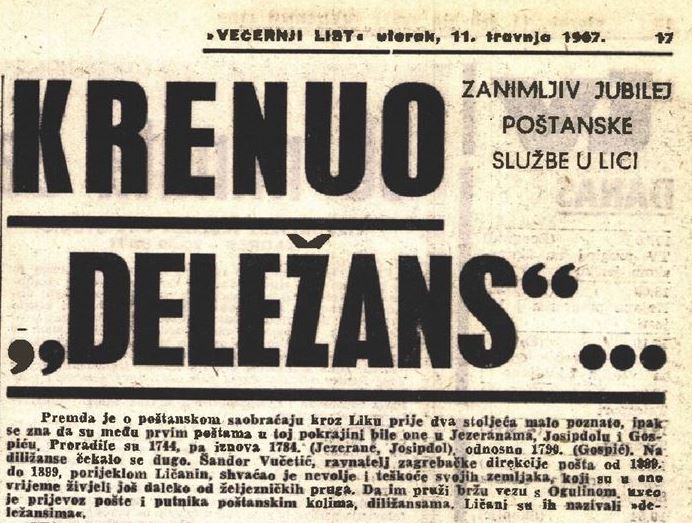 »VEČERNJI LIST« utorak, 11. travnja 1967. 17
KRENUO
ZANIMLJIV JUBILEJ
POŠTANSKE
SLUŽBE U LICI
„DELEŽANS“...
Premda je o poštanskom saobraćaju kroz Liku prije dva stoljeća malo poznato, ipak
se zna da su među prvim poštama u toj pokrajini bile one u Jezeranama, Josipdolu i Gos-
piću. Proradile su 1744, pa iznova 1784. (Jezerane, Josipdol) odnosno 1799. (Gospić). Na
diližanse čekalo se dugo. Šandor Vučetić, ravnatelj zagrebačke direkcije pošta od 1889.
do 1899, porijeklom Ličanin, shvaćao je nevolje i teškoće svojih zemljaka, koji su u ono
vrijeme živjeli još daleko od željezničkih pruga. Da im pruži bržu vezu s Ogulinom, uveo
je prijevoz pošte i putnika poštanskim kolima, diližansama. Ličani su ih nazivali »de-
ležansima«.